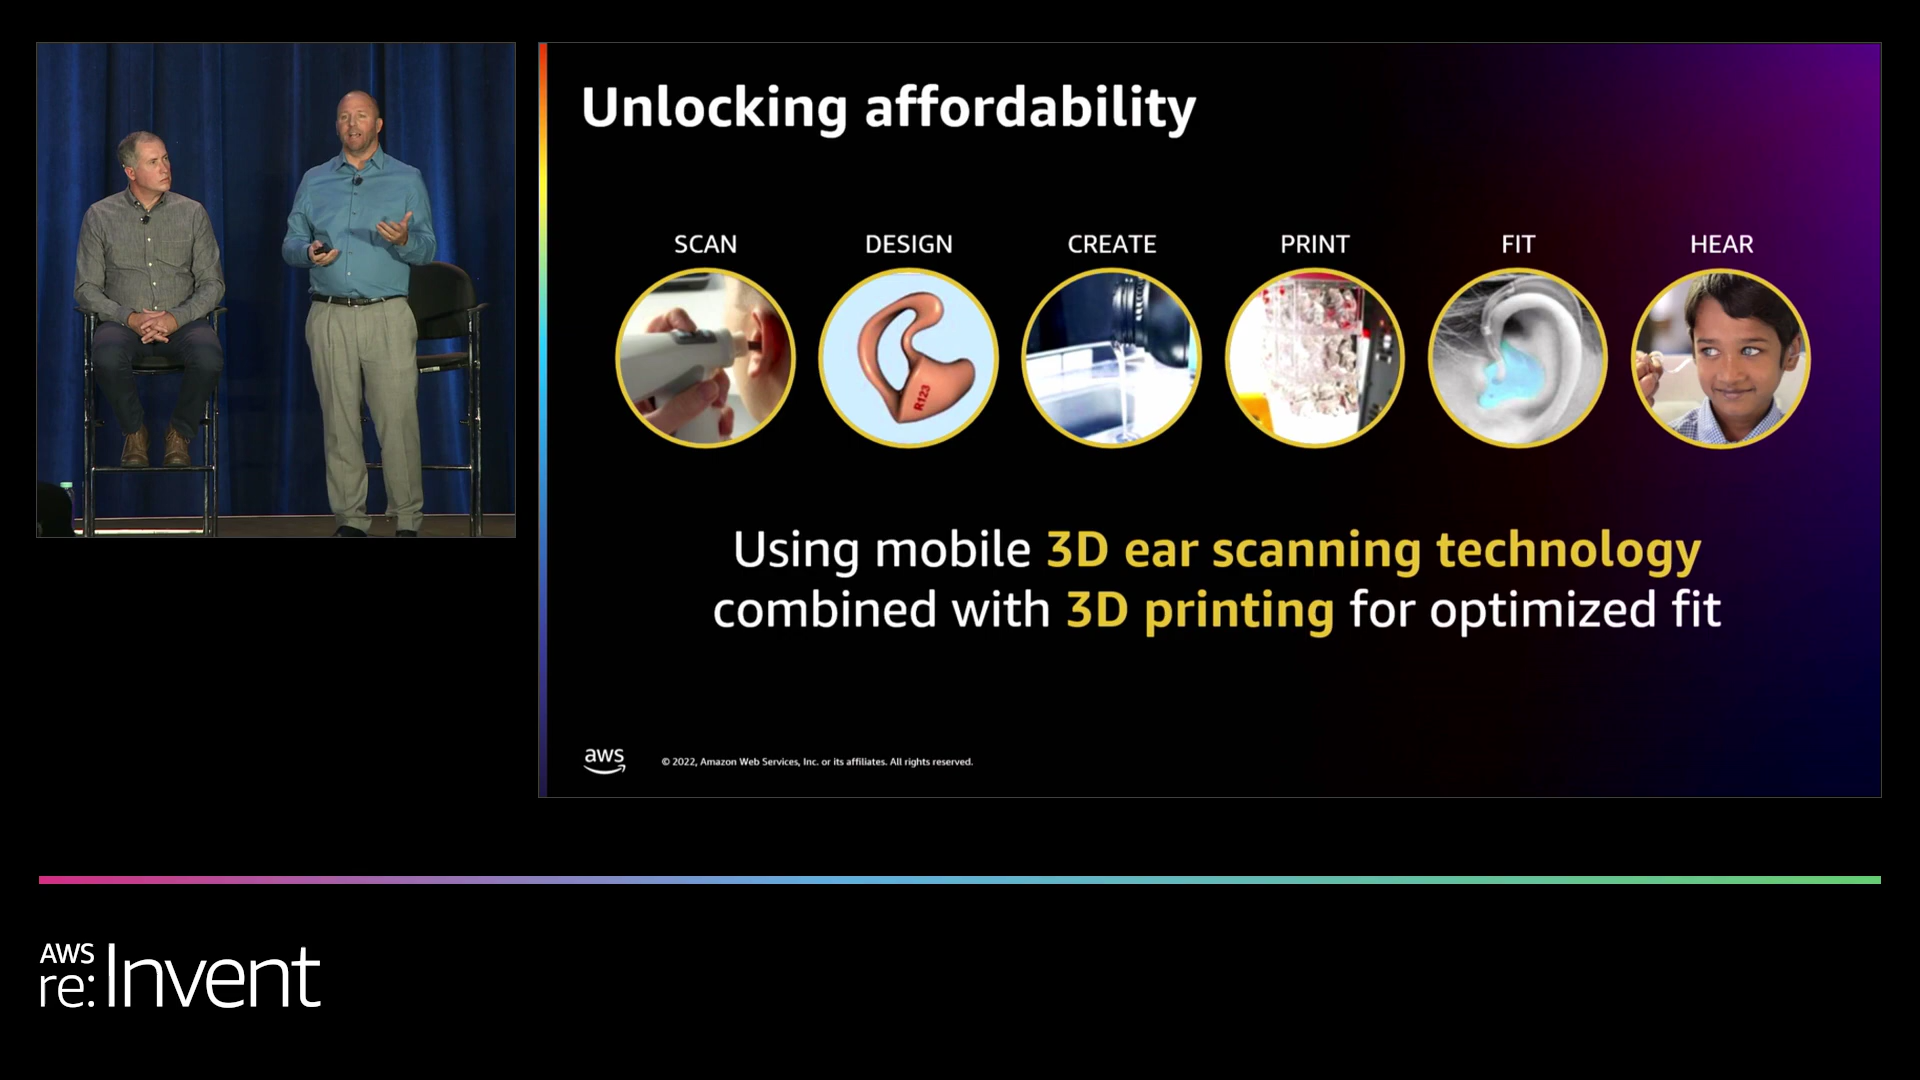 Unlocking affordability
SCAN
DESIGN
CREATE
PRINT
FIT
HEAR
R123
Using mobile 3D ear scanning technology
combined with 3D printing for optimized fit
aws
© 2022, Amazon Web Services, Inc. or its affiliates. All rights reserved.
AWS
re:Invent